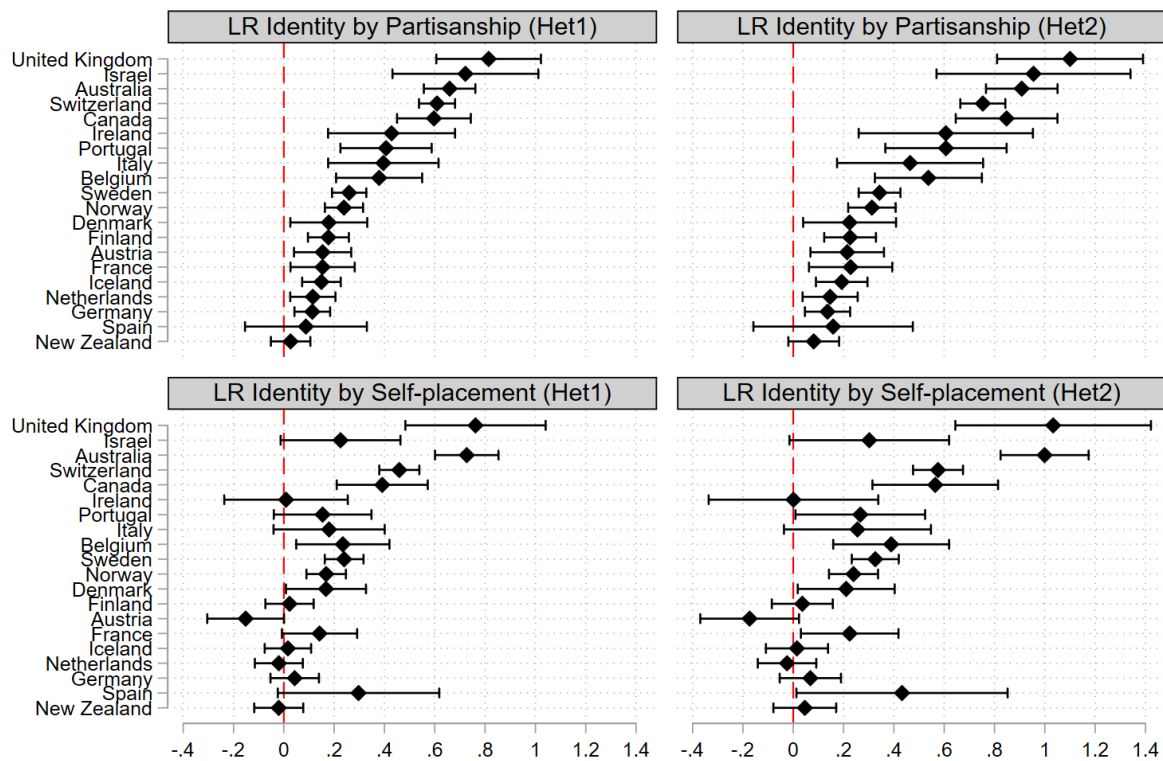 LR Identity by Partisanship (Het1)
LR Identity by Partisanship (Het2)
United Kingdom
Israel
Australia
Switzerland
Canada
Ireland
Portugal
Italy
Belgium
Sweden
Norway
Denmark
Finland
Austria
France
Iceland
Netherlands
Germany
Spain
New Zealand
LR Identity by Self-placement (Het1)
LR Identity by Self-placement (Het2)
United Kingdom
Israel
Australia
Switzerland
Canada
Ireland
Portugal
Italy
Belgium
Sweden
Norway
Denmark
Finland
Austria
France
Iceland
Netherlands
Germany
Spain
New Zealand
-.4 -.2 0 .2 .4 .6 .8 1 1.2 1.4
-.4 -.2 0 .2 .4 .6 .8 1 1.2 1.4